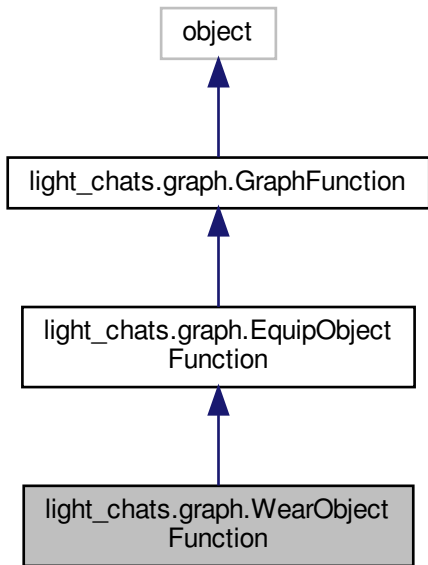 object
light_chats.graph.GraphFunction
light_chats.graph.EquipObject
Function
light_chats.graph.WearObject
Function